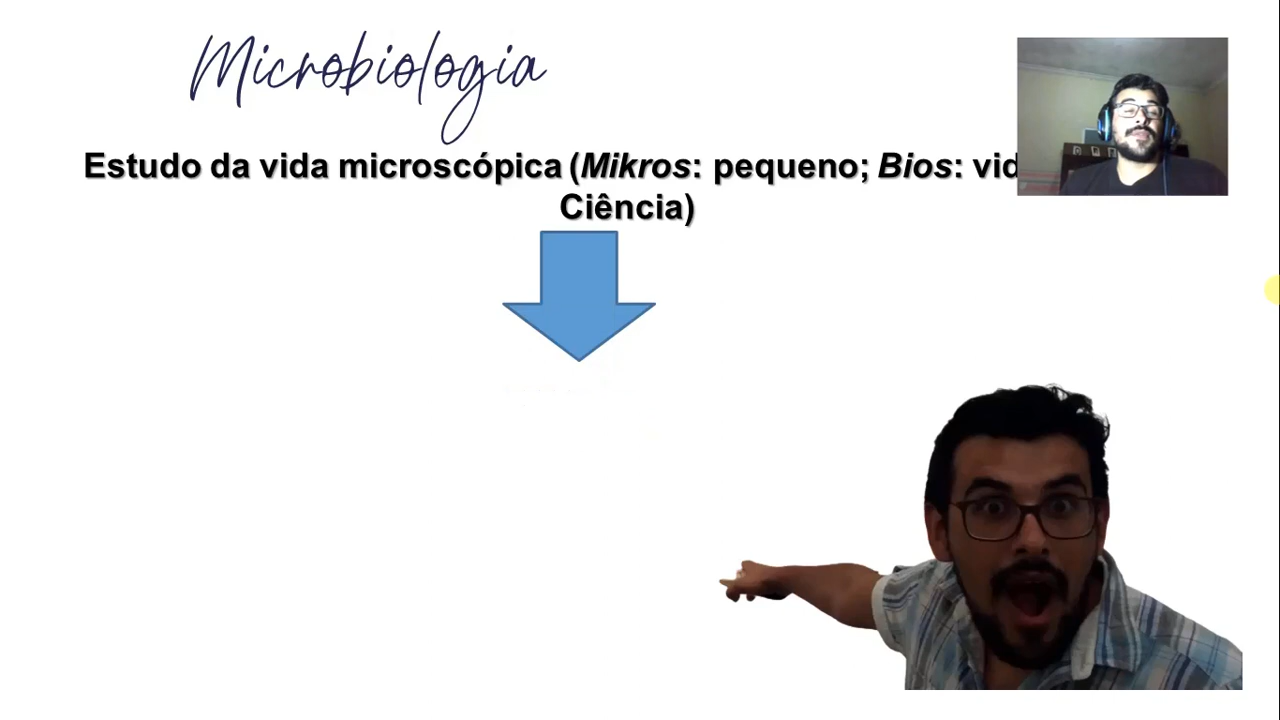 Microbiologia
Estudo da vida microscópica (Mikros: pequeno; Bios: vid
Ciência)